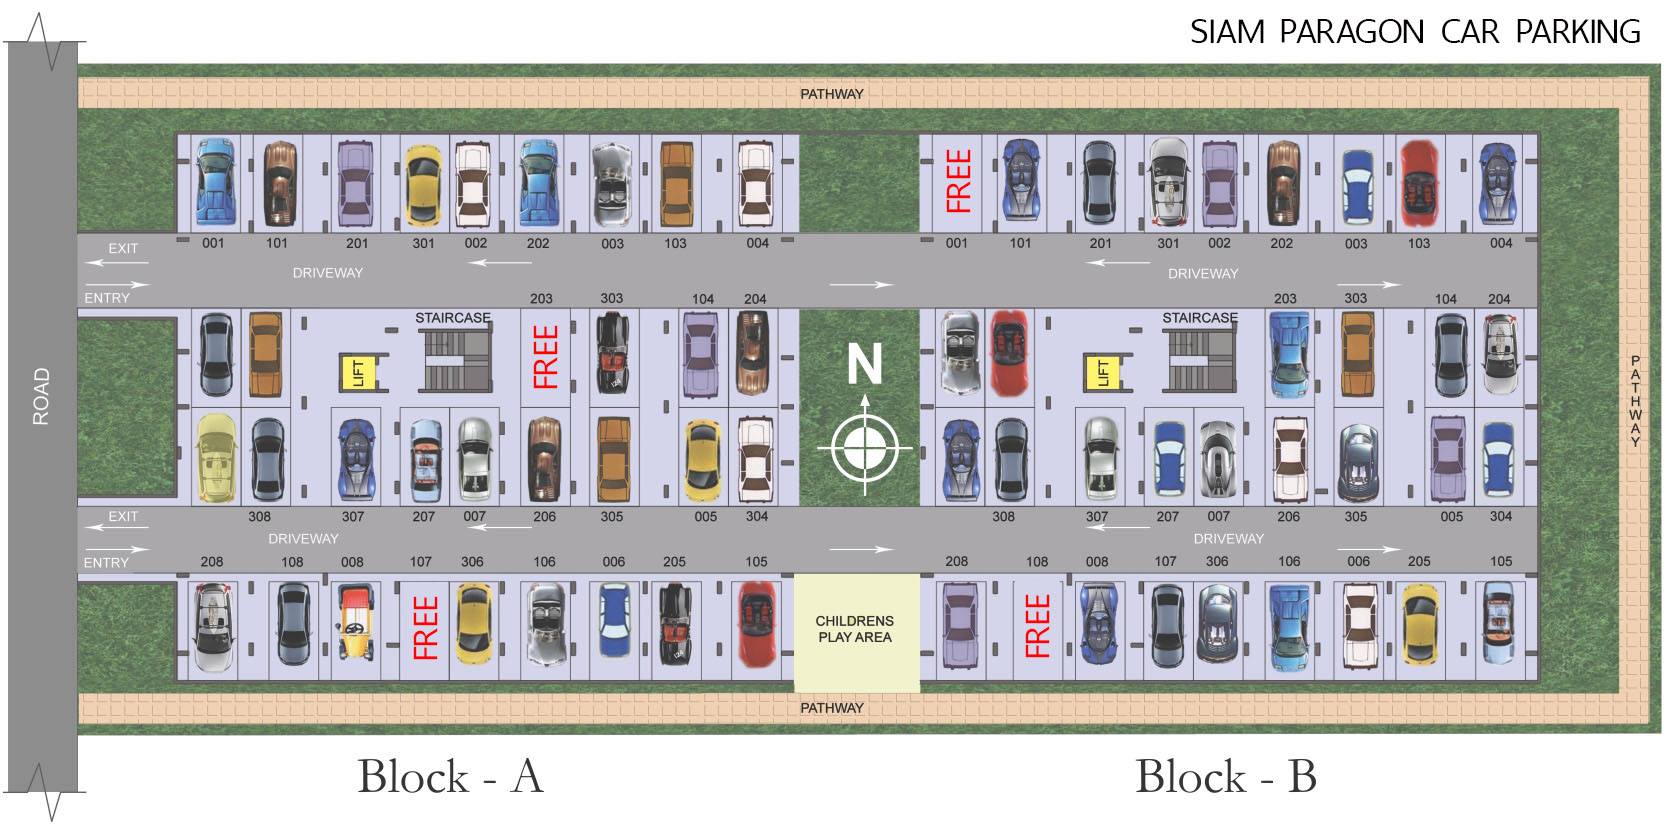 SIAM PARAGON CAR PARKING
PATHWAY
FREE
001 101 201 301 002 202 003 103 004 001 101 201 301 002 202 003 103 004
EXIT
DRIVEWAY DRIVEWAY
ENTRY
203 303 104 204 203 303 104 204
STAIRCASE STAIRCASE
FREE
LIFT LIFT
N
ROAD
PATHWAY
308 307 207 007 206 305 005 304 308 307 207 007 206 305 005 304
EXIT
DRIVEWAY DRIVEWAY
ENTRY
208 108 008 107 306 106 006 205 105 208 108 008 107 306 106 006 205 105
FREE FREE
CHILDRENS
PLAY AREA
PATHWAY
Block - A Block - B